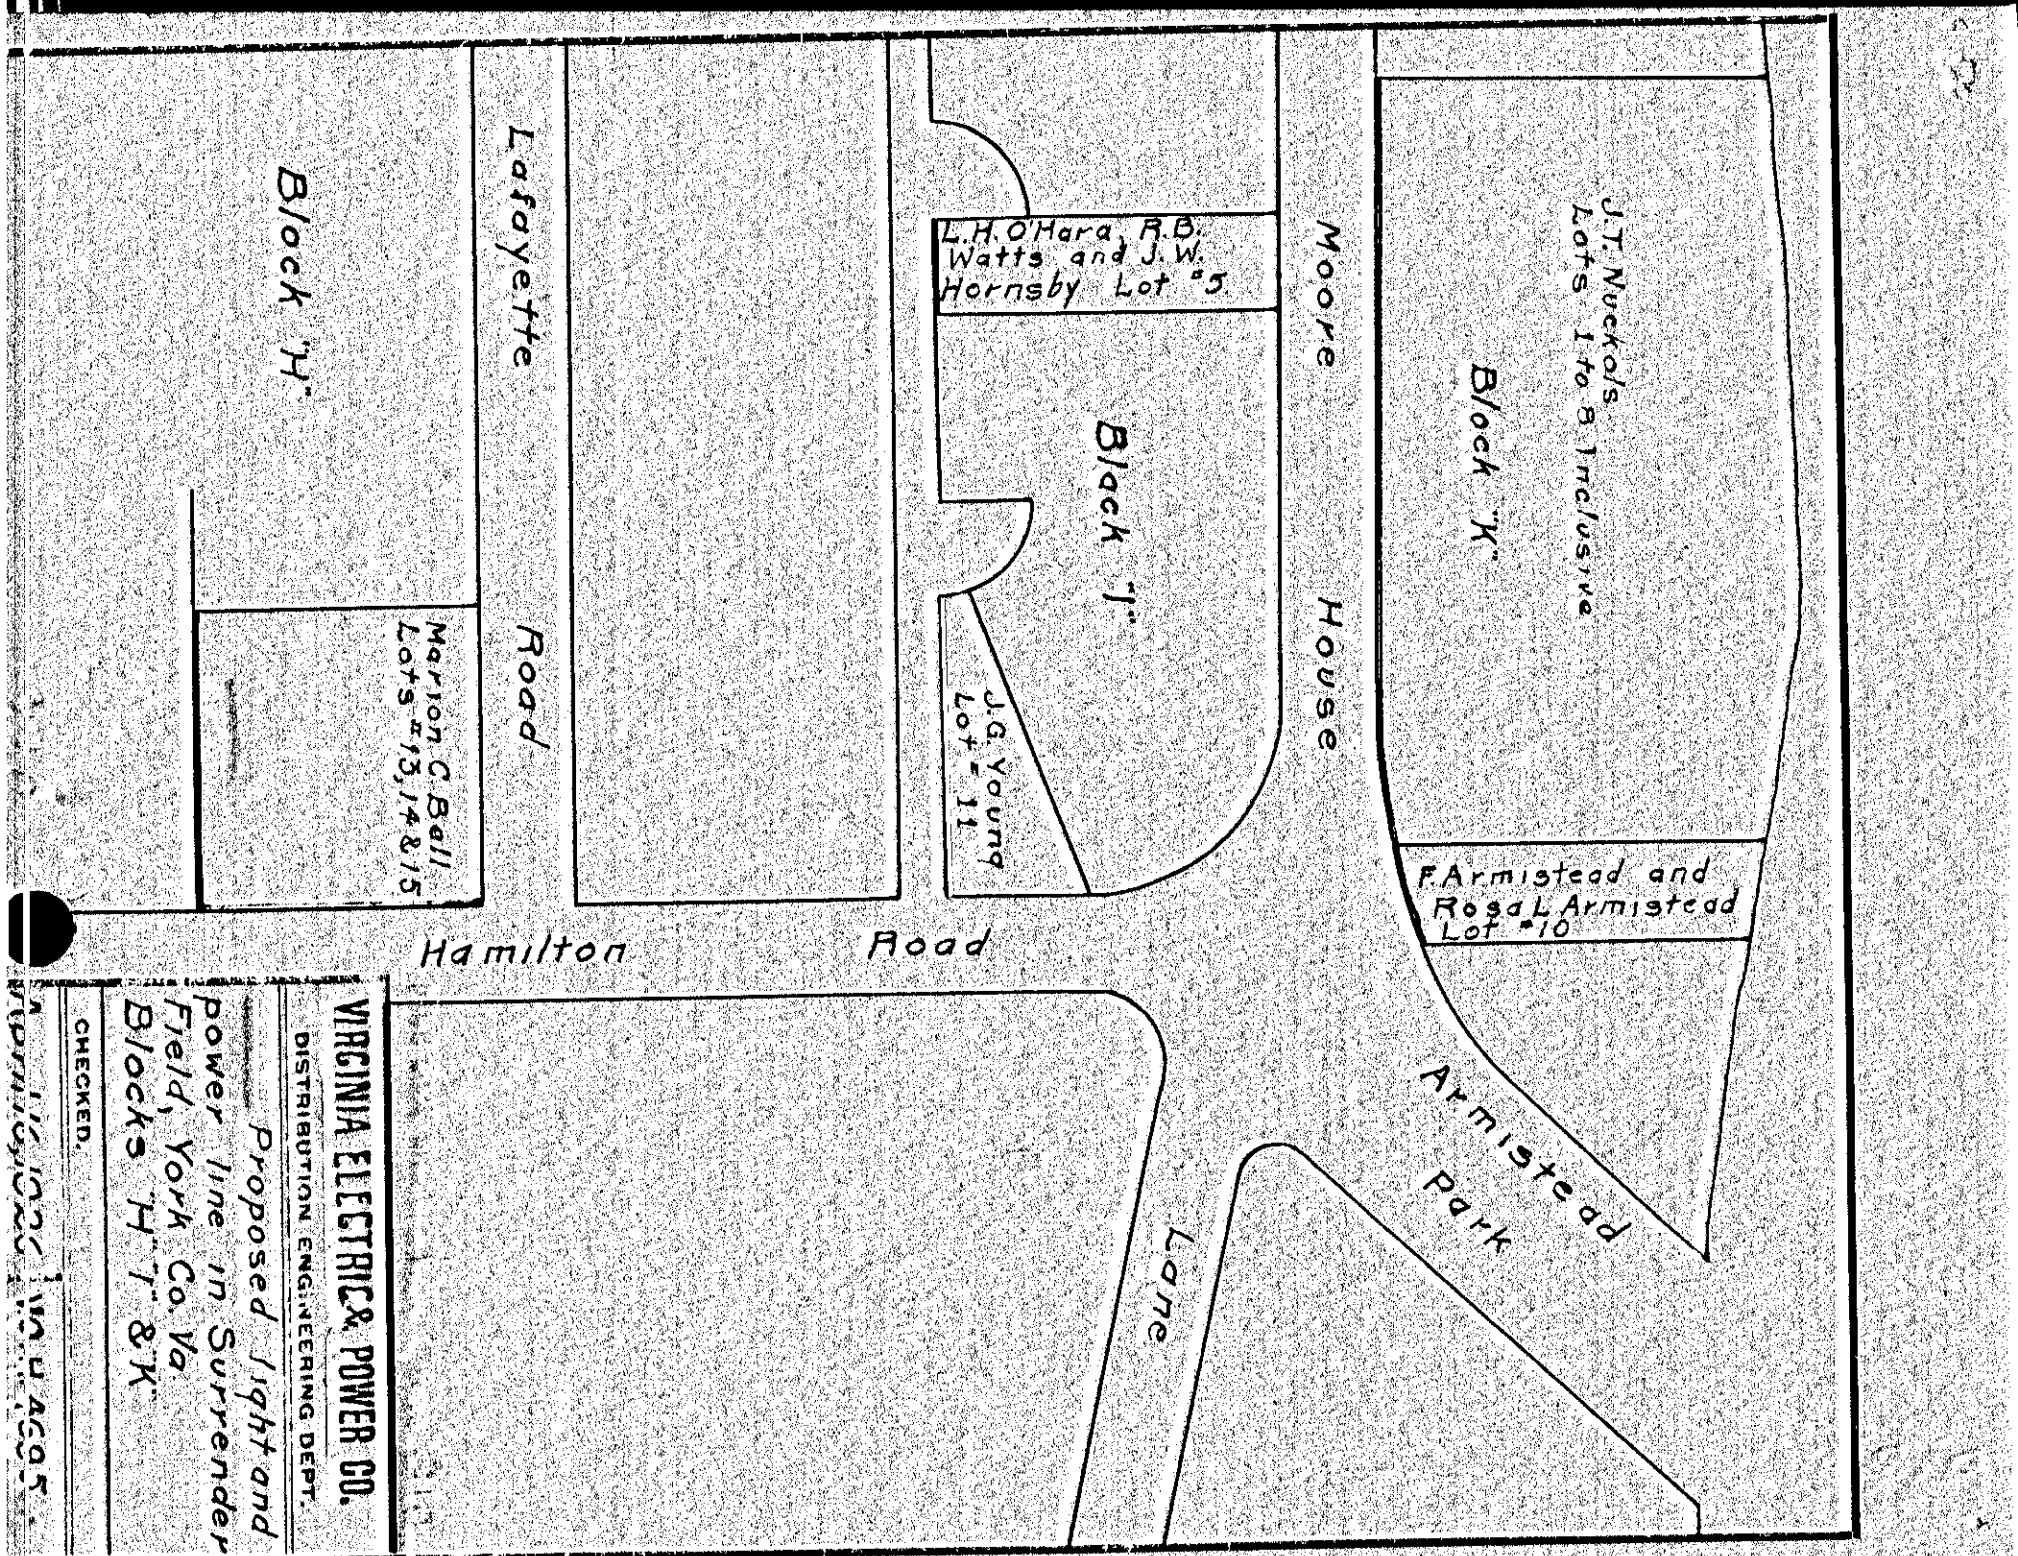 Block "H"
Lafayette Road
Marion C Ball
Lots #13, 14 & 15
L.H. O'Hara, R.B.
Watts and J.W.
Hornsby Lot #5
Block "I"
J.G. Young
Lot = 11
Moore House
J.T. Nuckols
Lots 1 to 8 Inclusive
Block "K"
F. Armistead and
Rosa L Armistead
Lot #10
Hamilton Road
Armistead
Park
Lane
VIRGINIA ELECTRIC & POWER CO.
DISTRIBUTION ENGINEERING DEPT.
Proposed light and
power line in Surrender
Field, York Co. Va.
Blocks "H" "I" & "K"
CHECKED.